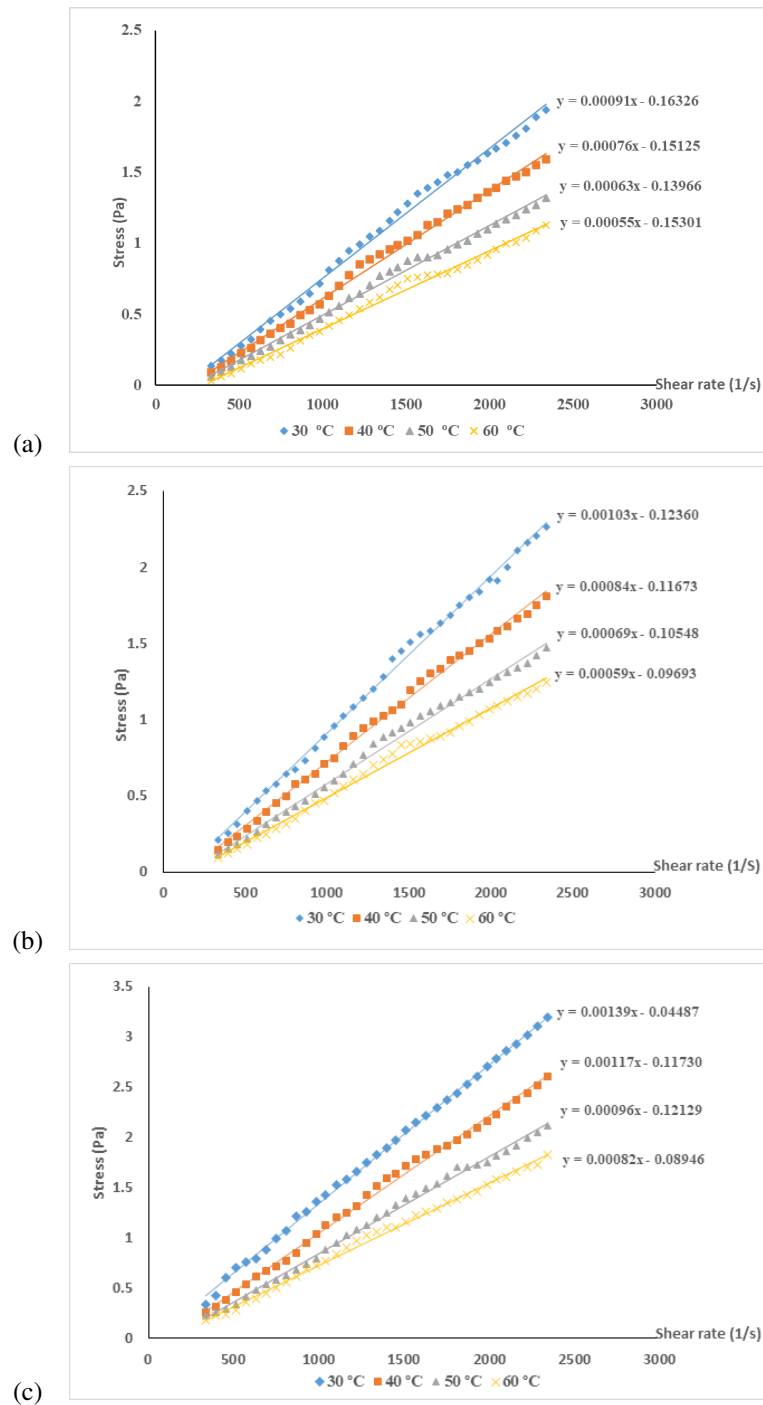 2.5
y = 0.00091x - 0.16326
2
y = 0.00076x - 0.15125
1.5
y = 0.00063x - 0.13966
Stress (Pa)
1
y = 0.00055x - 0.15301
0.5
0
Shear rate (1/s)
0 500 1000 1500 2000 2500 3000
30 °C 40 °C 50 °C 60 °C
(a)
2.5
y = 0.00103x - 0.12360
2
y = 0.00084x - 0.11673
1.5
y = 0.00069x - 0.10548
Stress (Pa)
y = 0.00059x - 0.09693
1
0.5
0
Shear rate (1/S)
0 500 1000 1500 2000 2500 3000
30 °C 40 °C 50 °C 60 °C
(b)
3.5
y = 0.00139x - 0.04487
3
y = 0.00117x - 0.11730
2.5
y = 0.00096x - 0.12129
2
Stress (Pa)
y = 0.00082x - 0.08946
1.5
1
0.5
0
Shear rate (1/s)
0 500 1000 1500 2000 2500 3000
30 °C 40 °C 50 °C 60 °C
(c)